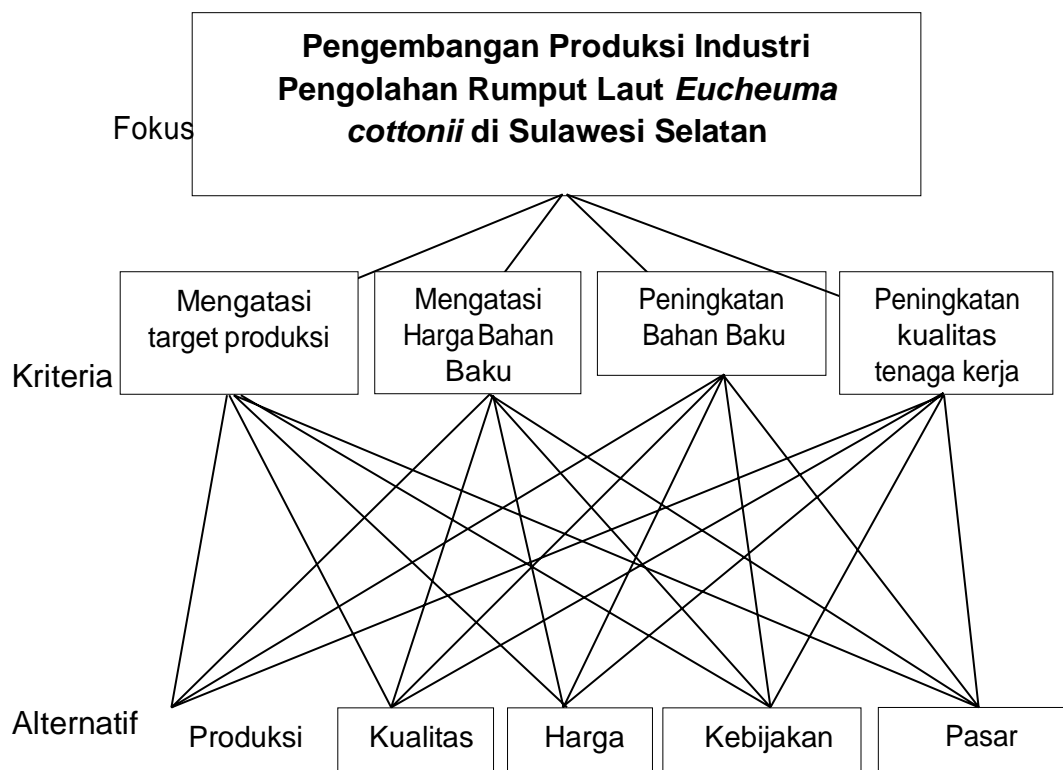 Pengembangan Produksi Industri
Pengolahan Rumput Laut Eucheuma
cottonii di Sulawesi Selatan
Fokus
Mengatasi
target produksi
Mengatasi
Harga Bahan
Baku
Peningkatan
Bahan Baku
Peningkatan
kualitas
tenaga kerja
Kriteria
Alternatif
Produksi
Kualitas
Harga
Kebijakan
Pasar